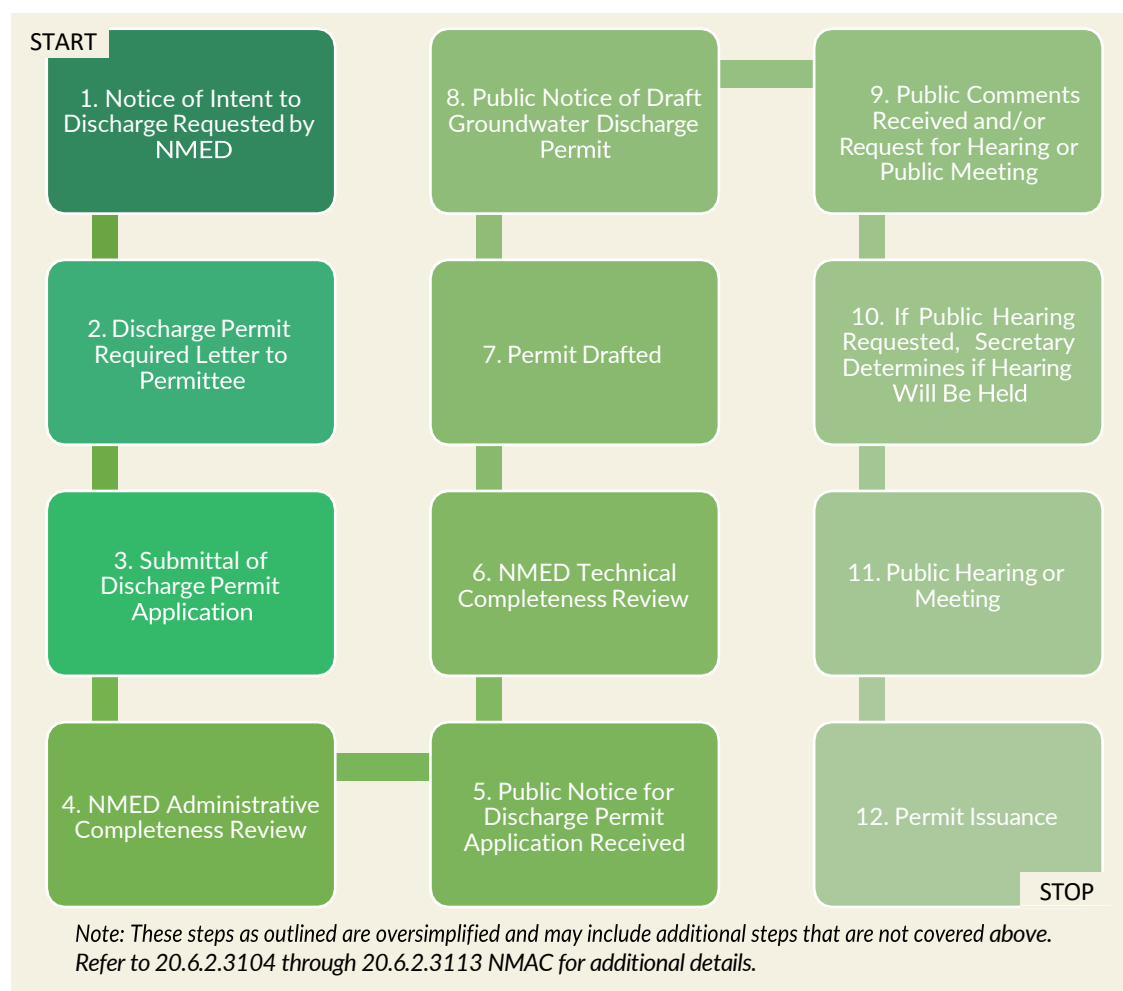 START
1. Notice of Intent to
Discharge Requested by
NMED
2. Discharge Permit
Required Letter to
Permittee
3. Submittal of
Discharge Permit
Application
4. NMED Administrative
Completeness Review
5. Public Notice for
Discharge Permit
Application Received
6. NMED Technical
Completeness Review
7. Permit Drafted
8. Public Notice of Draft
Groundwater Discharge
Permit
9. Public Comments
Received and/or
Request for Hearing or
Public Meeting
10. If Public Hearing
Requested, Secretary
Determines if Hearing
Will Be Held
11. Public Hearing or
Meeting
12. Permit Issuance
STOP
Note: These steps as outlined are oversimplified and may include additional steps that are not covered above.
Refer to 20.6.2.3104 through 20.6.2.3113 NMAC for additional details.